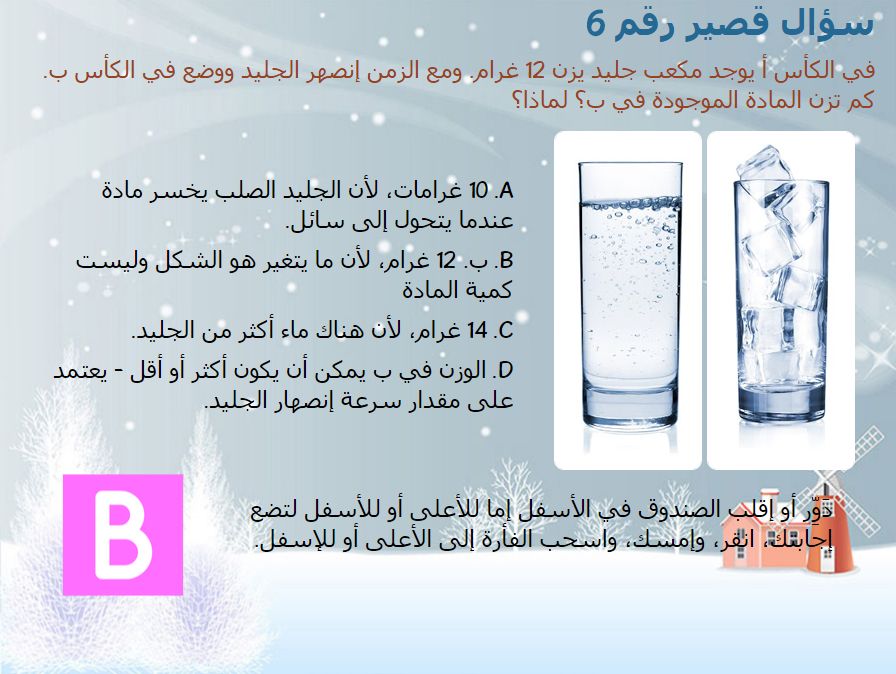 سؤال قصير رقم 6
في الكأس أ يوجد مكعب جليد يزن 12 غرام. ومع الزمن إنصهر الجليد ووضع في الكأس ب.
كم تزن المادة الموجودة في ب؟ لماذا؟
A. 10 غرامات، لأن الجليد الصلب يخسر مادة
عندما يتحول إلى سائل.
B. ب. 12 غرام، لأن ما يتغير هو الشكل وليست
كمية المادة
C. 14 غرام، لأن هناك ماء أكثر من الجليد.
D. الوزن في ب يمكن أن يكون أكثر أو أقل - يعتمد
على مقدار سرعة إنصهار الجليد.
دَوِّر أو إقلب الصندوق في الأسفل إما للأعلى أو للأسفل لتضع
إجابتك، انقر، وإمسك، واسحب الفأرة إلى الأعلى أو للإسفل.
B